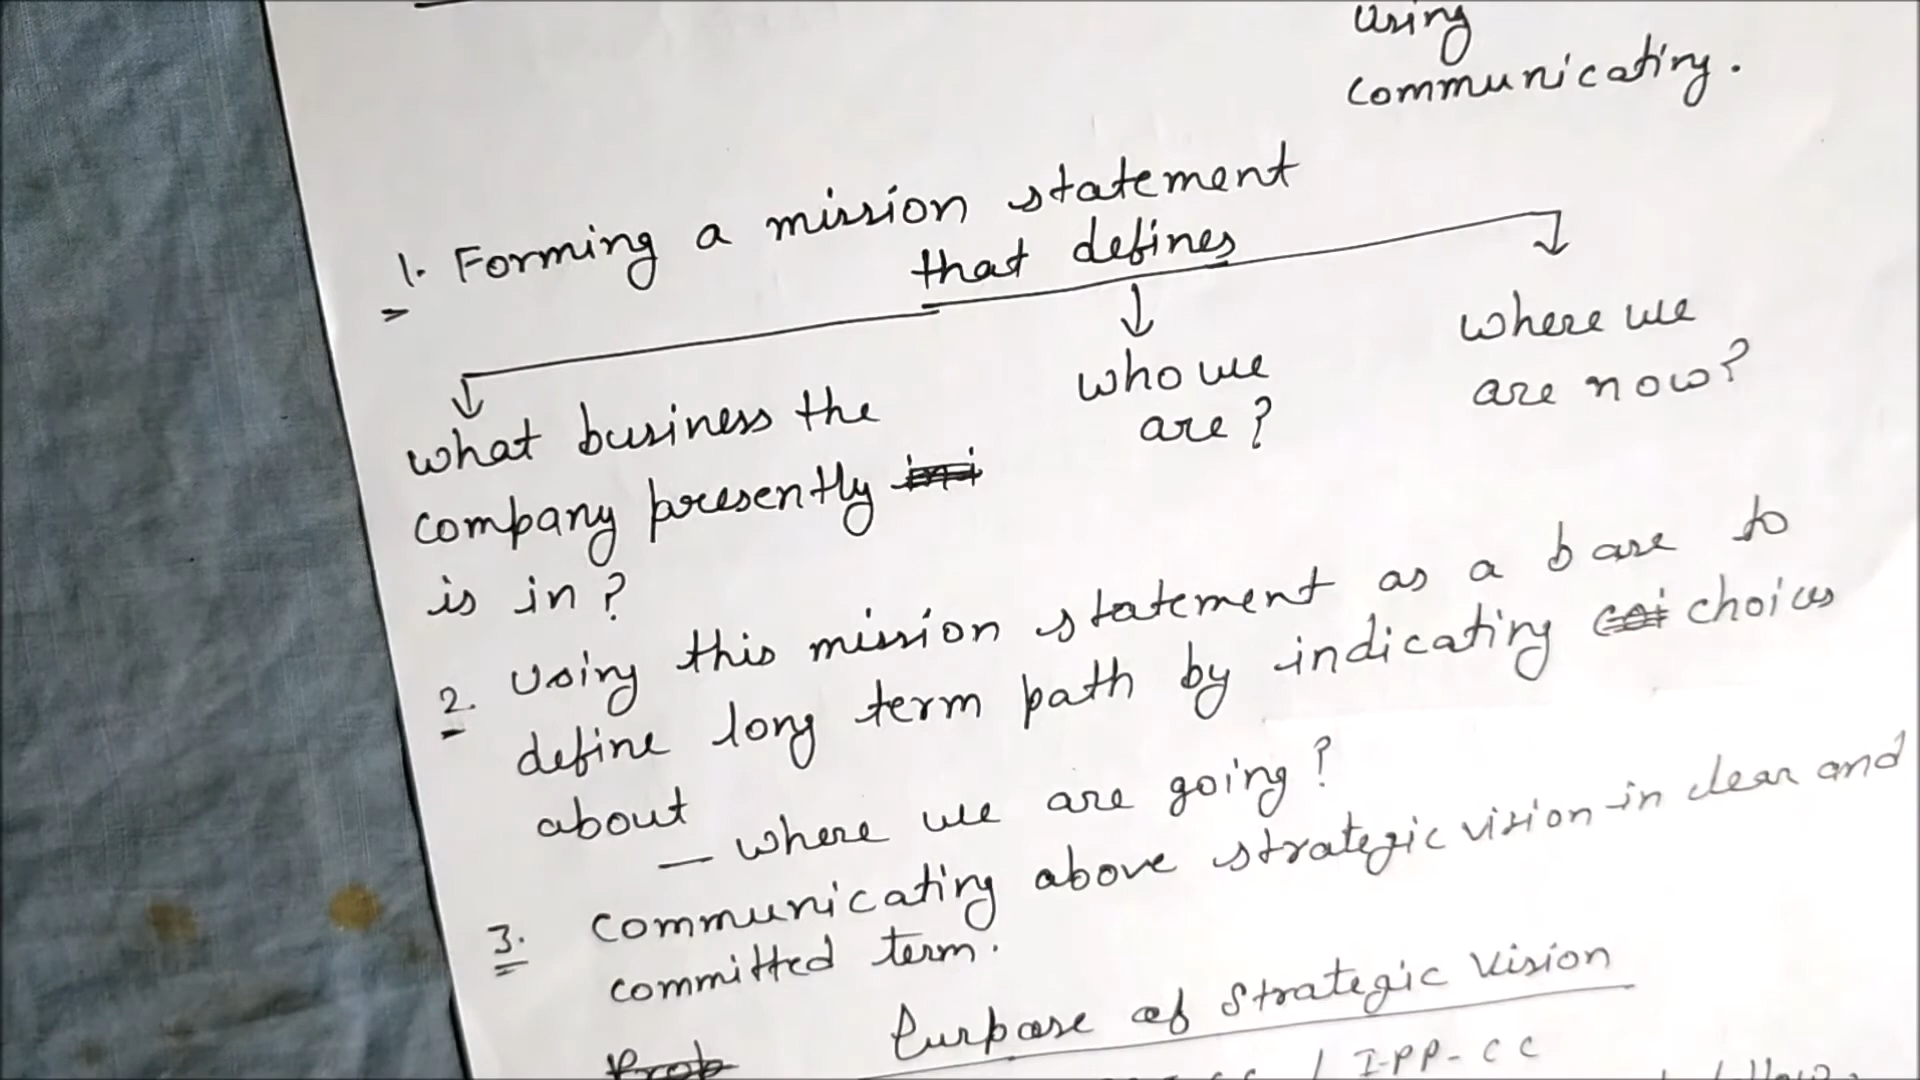 using
communicating.
1. Forming a mission statement
that defines
what business the
company presently
is in?
who we
are?
where we
are now?
2. Using this mission statement as a base to
define long term path by indicating choices
about
— where we are going?
3. Communicating above strategic vision in clear and
committed term.
Purpose of Strategic Vision
I-PP-CC